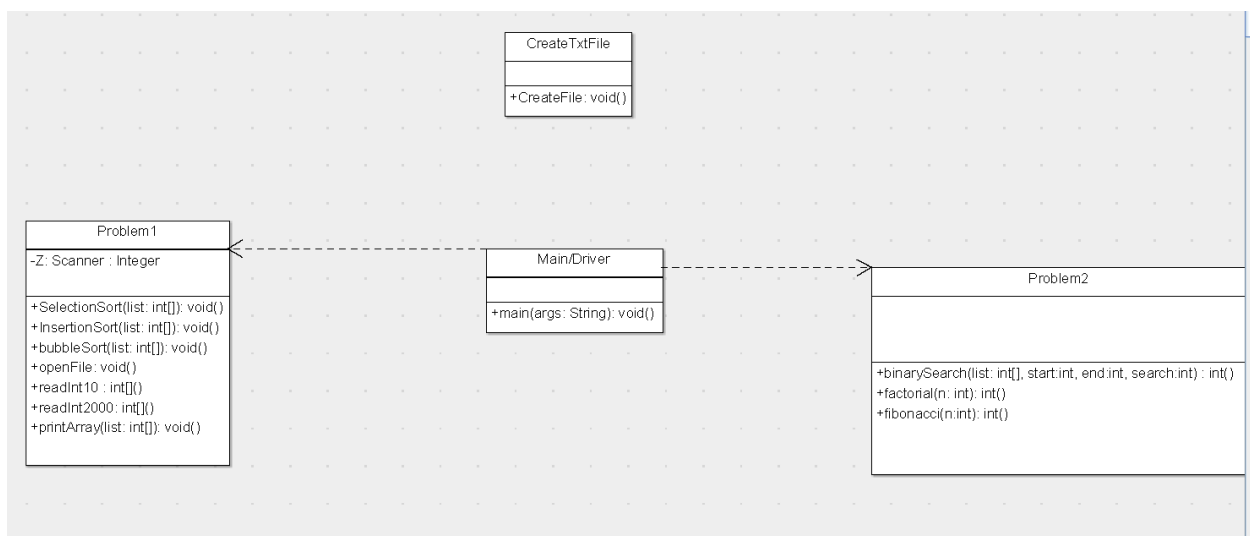 CreateTxtFile
+CreateFile: void()
Problem1
-Z: Scanner : Integer
+SelectionSort(list: int[]): void()
+InsertionSort(list: int[]): void()
+bubbleSort(list: int[]): void()
+openFile: void()
+readInt10 : int[]()
+readInt2000: int[]()
+printArray(list: int[]): void()
Main/Driver
+main(args: String): void()
Problem2
+binarySearch(list: int[], start:int, end:int, search:int) : int()
+factorial(n: int): int()
+fibonacci(n:int): int()